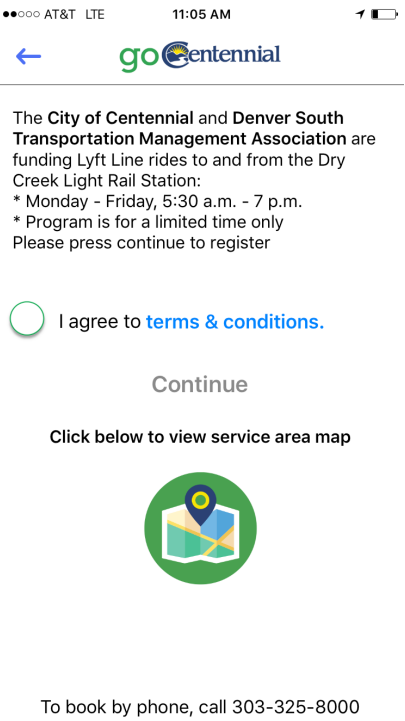 AT&T LTE 11:05 AM
go Centennial
The City of Centennial and Denver South
Transportation Management Association are
funding Lyft Line rides to and from the Dry
Creek Light Rail Station:
* Monday - Friday, 5:30 a.m. - 7 p.m.
* Program is for a limited time only
Please press continue to register
I agree to terms & conditions.
Continue
Click below to view service area map
To book by phone, call 303-325-8000